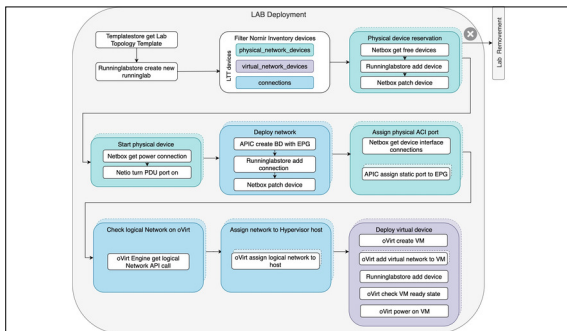 LAB Deployment
Templatestore get Lab
Topology Template
Runninglabstore create new
runninglab
Filter Nornir Inventory devices
LTT devices
physical_network_devices
virtual_network_devices
connections
Physical device reservation
Netbox get free devices
Runninglabstore add device
Netbox patch device
Lab Removement
Start physical device
Netbox get power connection
Netio turn PDU port on
Deploy network
APIC create BD with EPG
Runninglabstore add
connection
Netbox patch device
Assign physical ACI port
Netbox get device interface
connections
APIC assign static port to EPG
Check logical Network on oVirt
oVirt Engine get logical
Network API call
Assign network to Hypervisor host
oVirt assign logical network to
host
Deploy virtual device
oVirt create VM
oVirt add virtual network to VM
Runninglabstore add device
oVirt check VM ready state
oVirt power on VM